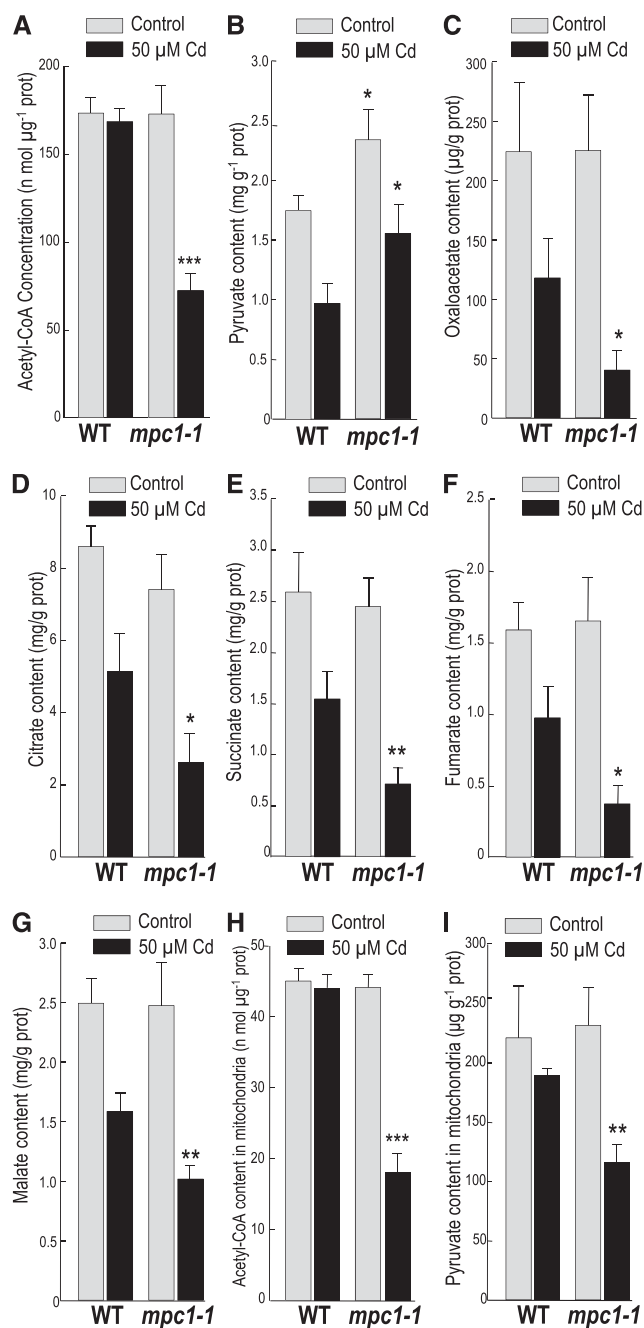 A
Control
50 µM Cd
Acetyl-CoA Concentration (n mol µg⁻¹ prot)
200
150
100
50
0
***
WT mpc1-1
B
Control
50 µM Cd
Pyruvate content (mg g⁻¹ prot)
3.0
2.5
2.0
1.5
1.0
0.5
0
*
*
WT mpc1-1
C
Control
50 µM Cd
Oxaloacetate content (µg/g prot)
300
250
200
150
100
50
0
*
WT mpc1-1
D
Control
50 µM Cd
Citrate content (mg/g prot)
10
8
6
4
2
0
*
WT mpc1-1
E
Control
50 µM Cd
Succinate content (mg/g prot)
3.5
3.0
2.5
2.0
1.5
1.0
0.5
0
**
WT mpc1-1
F
Control
50 µM Cd
Fumarate content (mg/g prot)
2.5
2.0
1.5
1.0
0.5
0
*
WT mpc1-1
G
Control
50 µM Cd
Malate content (mg/g prot)
3.0
2.5
2.0
1.5
1.0
0.5
0
**
WT mpc1-1
H
Control
50 µM Cd
Acetyl-CoA content in mitochondria (n mol µg⁻¹ prot)
50
40
30
20
10
0
***
WT mpc1-1
I
Control
50 µM Cd
Pyruvate content in mitochondria (µg g⁻¹ prot)
300
250
200
150
100
50
0
**
WT mpc1-1